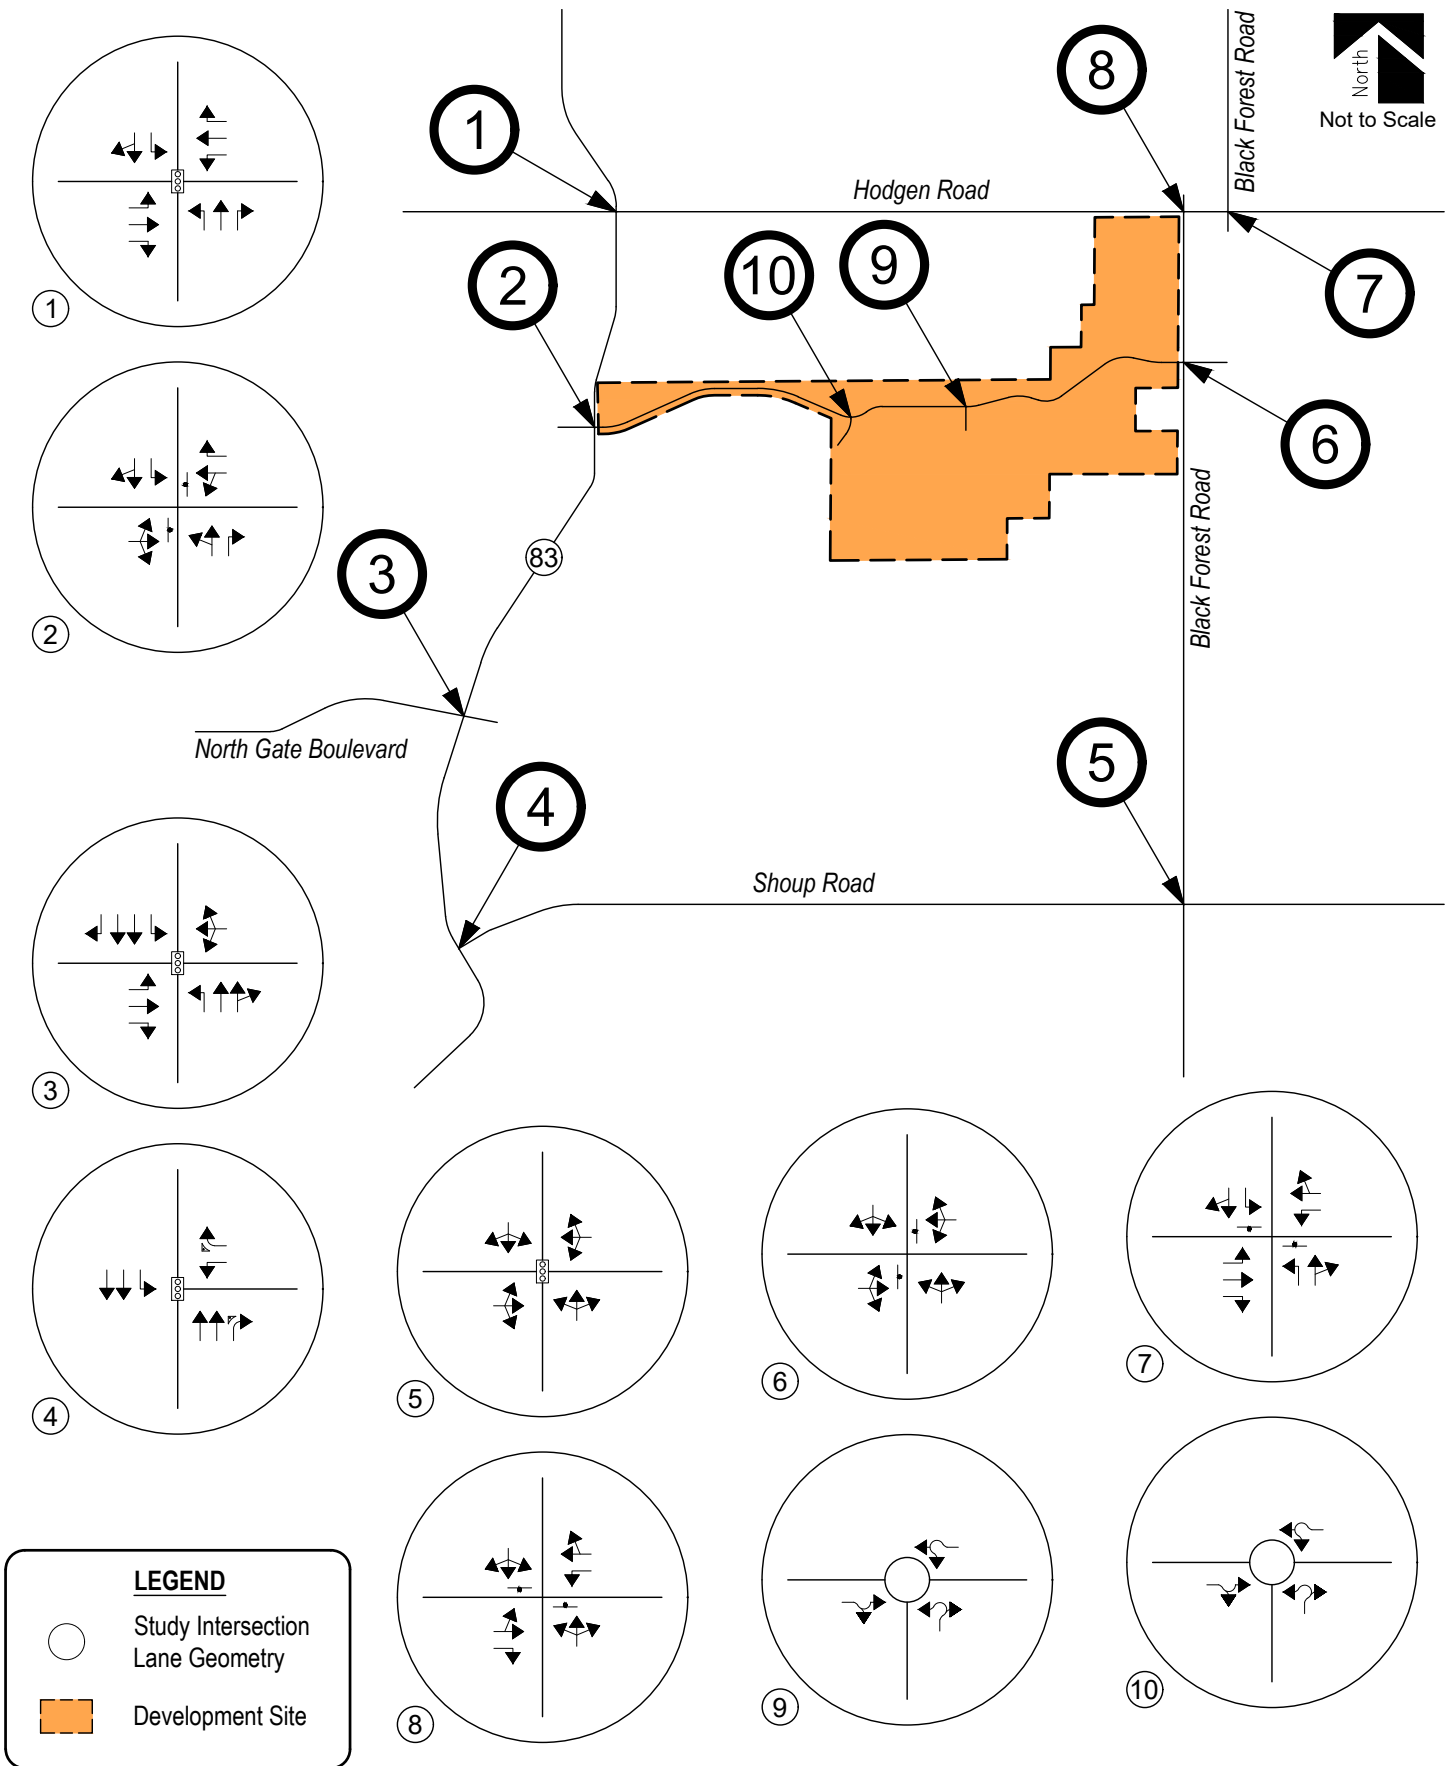 1
8
Black Forest Road
North
Not to Scale
Hodgen Road
1
2
10
9
7
2
6
83
3
Black Forest Road
North Gate Boulevard
5
4
Shoup Road
3
4
5
6
7
8
9
10
LEGEND
Study Intersection
Lane Geometry
Development Site